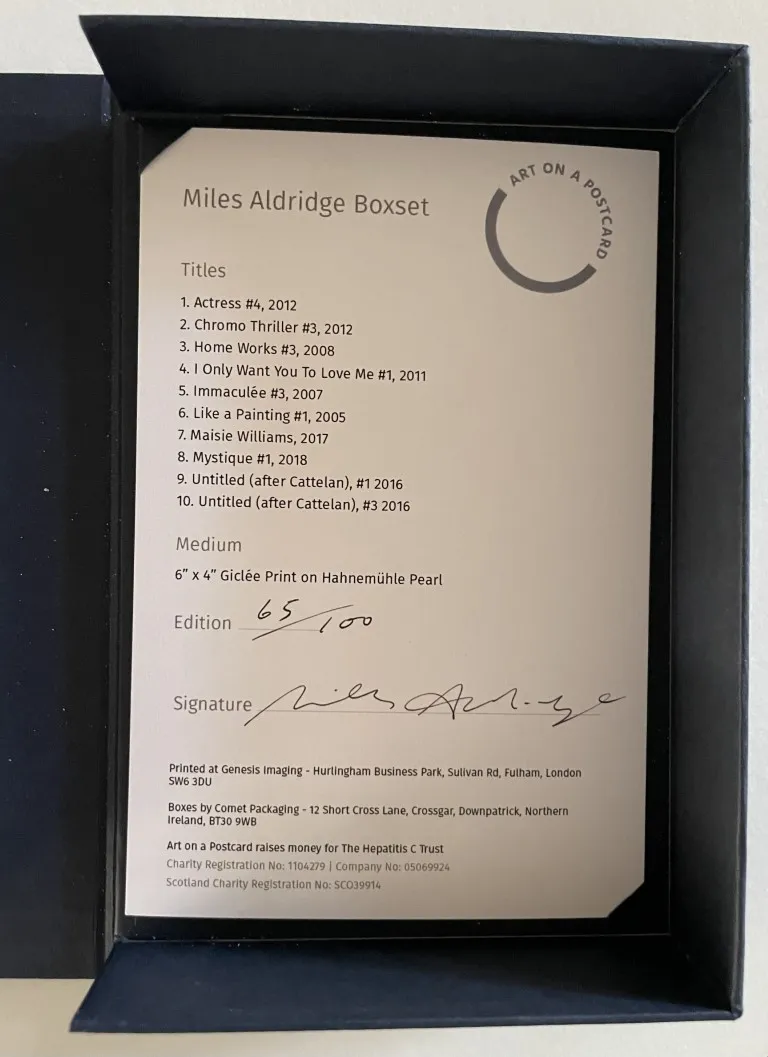 ART ON A POSTCARD
Miles Aldridge Boxset
Titles
1. Actress #4, 2012
2. Chromo Thriller #3, 2012
3. Home Works #3, 2008
4. I Only Want You To Love Me #1, 2011
5. Immaculée #3, 2007
6. Like a Painting #1, 2005
7. Maisie Williams, 2017
8. Mystique #1, 2018
9. Untitled (after Cattelan), #1 2016
10. Untitled (after Cattelan), #3 2016
Medium
6” x 4” Giclée Print on Hahnemühle Pearl
Edition 65/100
Signature Miles Aldridge
Printed at Genesis Imaging - Hurlingham Business Park, Sulivan Rd, Fulham, London
SW6 3DU
Boxes by Comet Packaging - 12 Short Cross Lane, Crossgar, Downpatrick, Northern
Ireland, BT30 9WB
Art on a Postcard raises money for The Hepatitis C Trust
Charity Registration No: 1104279 | Company No: 05069924
Scotland Charity Registration No: SCO39914